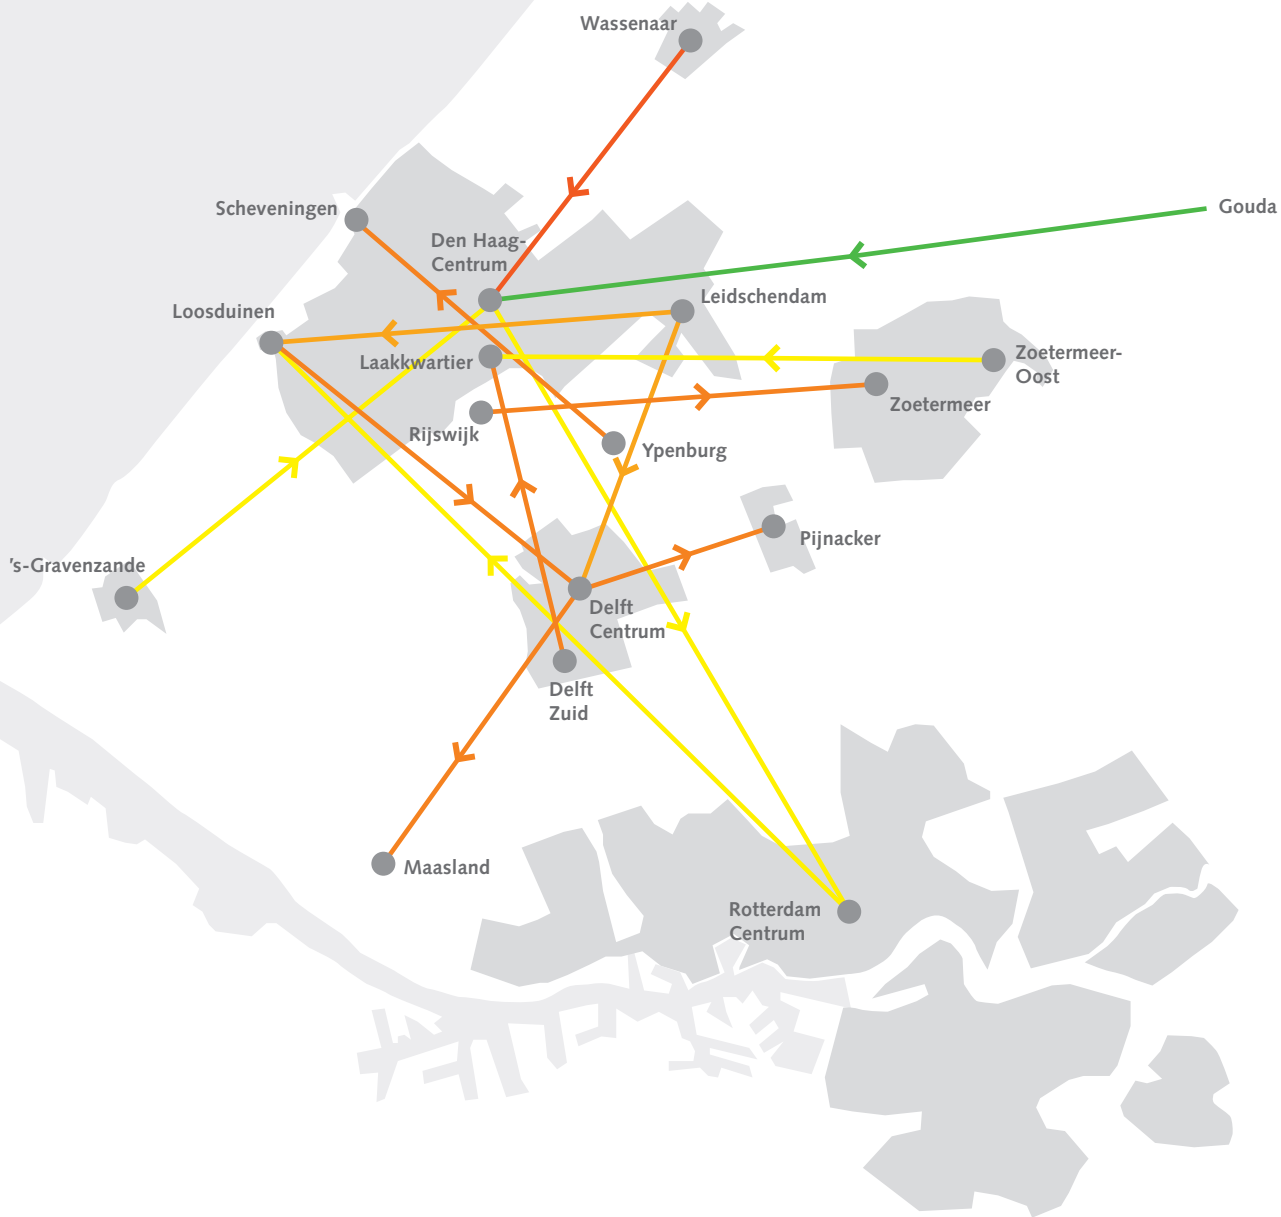 Wassenaar
Scheveningen
Gouda
Den Haag-
Centrum
Leidschendam
Loosduinen
Laakkwartier
Zoetermeer-
Oost
Zoetermeer
Rijswijk
Ypenburg
Pijnacker
's-Gravenzande
Delft
Centrum
Delft
Zuid
Maasland
Rotterdam
Centrum